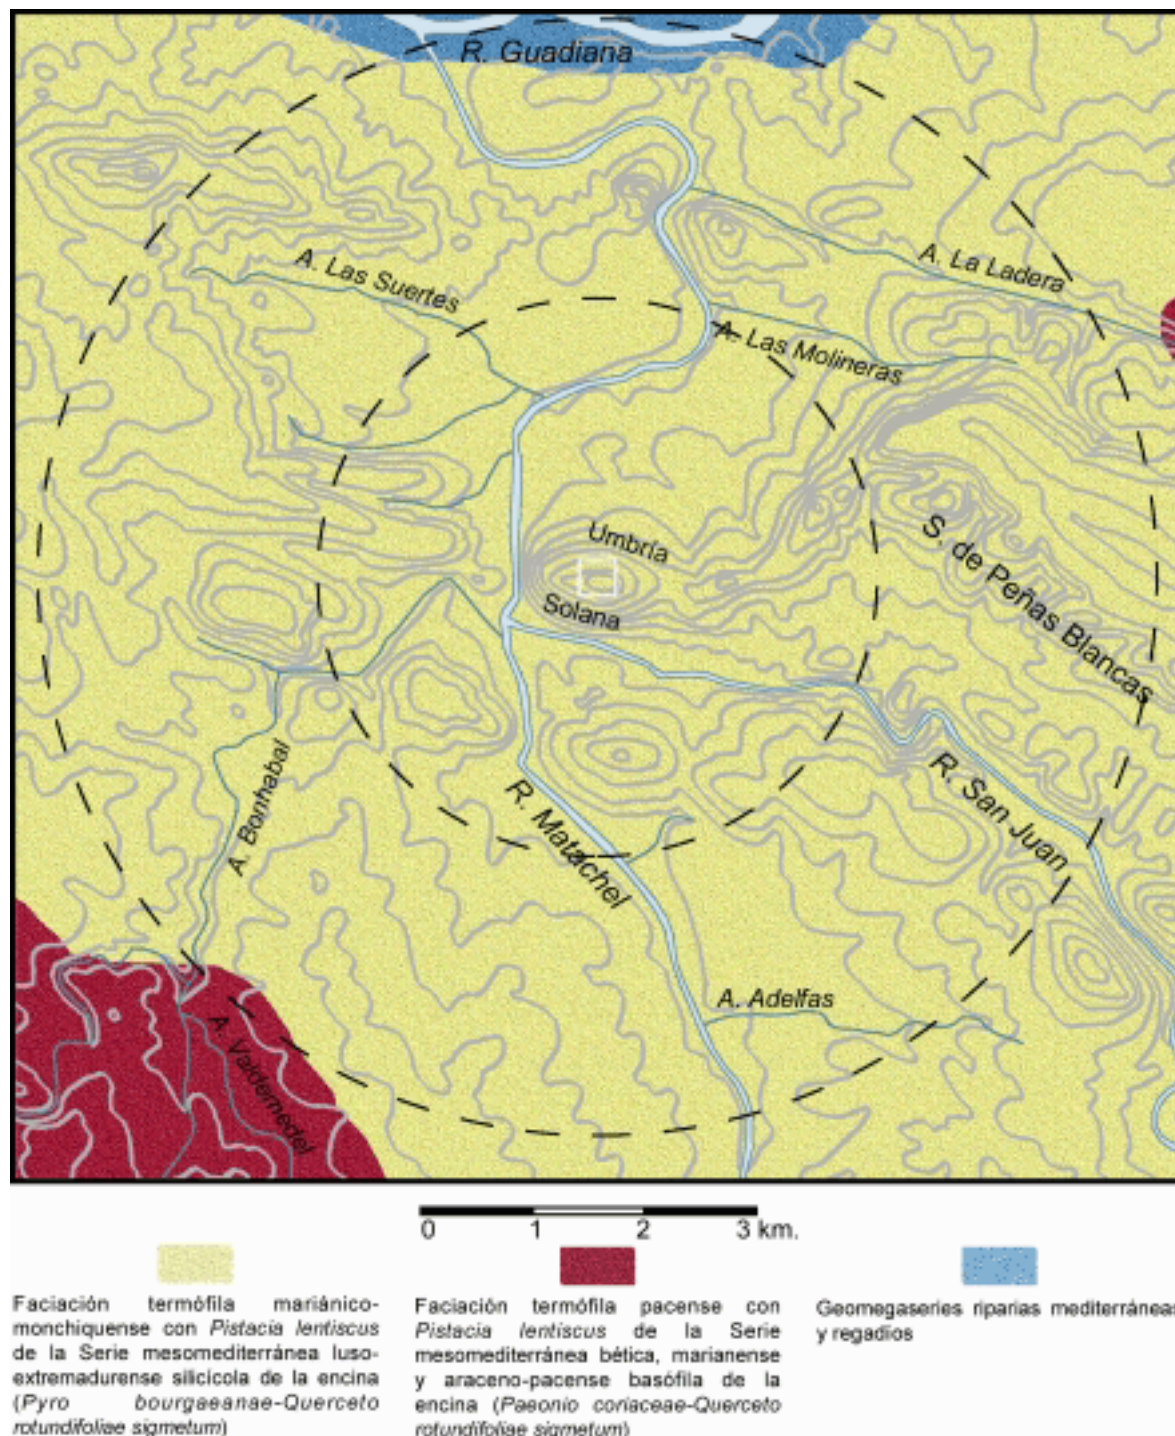 R. Guadiana
A. Las Suertes
A. La Ladera
A. Las Molineras
Umbría
Solana
S. de Peñas Blancas
A. Bonhabal
R. Matachel
R. San Juan
A. Adelfas
A. Valdemedel
0 1 2 3 km.
Faciación termófila mariánico-
monchiquense con Pistacia lentiscus
de la Serie mesomediterránea luso-
extremadurense silicícola de la encina
(Pyro bourgaeanae-Querceto
rotundifoliae sigmetum)
Faciación termófila pacense con
Pistacia lentiscus de la Serie
mesomediterránea bética, marianense
y araceno-pacense basófila de la
encina (Paeonio coriaceae-Querceto
rotundifoliae sigmetum)
Geomegaseries riparias mediterráneas
y regadios